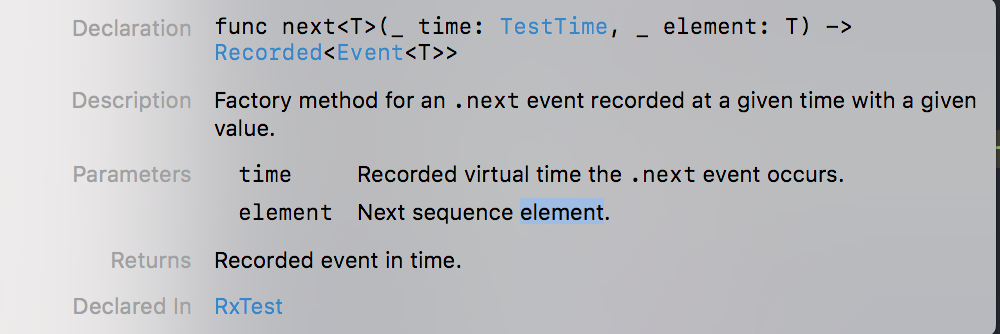 Declaration func next<T>(_ time: TestTime, _ element: T) ->
Recorded<Event<T>>
Description Factory method for an .next event recorded at a given time with a given
value.
Parameters time Recorded virtual time the .next event occurs.
element Next sequence element.
Returns Recorded event in time.
Declared In RxTest